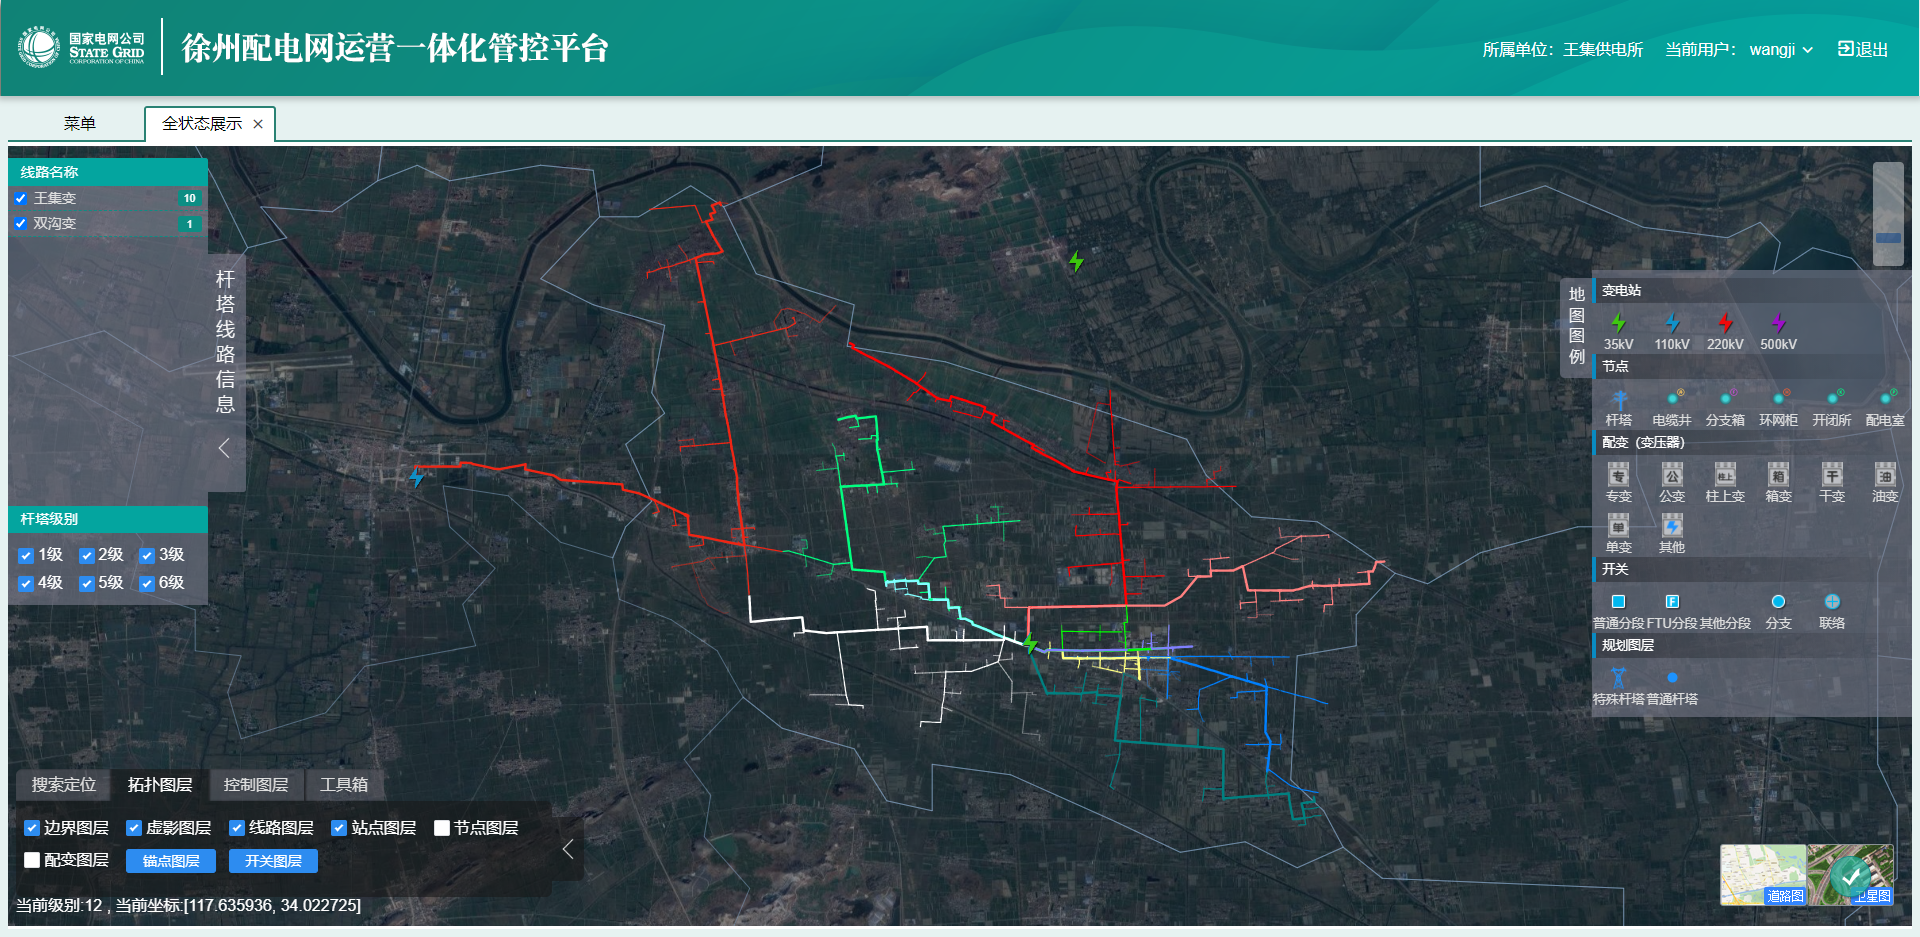 国家电网公司
STATE GRID
CORPORATION OF CHINA
徐州配电网运营一体化管控平台
所属单位：王集供电所
当前用户： wangji
退出
菜单
全状态展示 ×
线路名称
王集变 10
双沟变 1
杆塔线路信息
杆塔级别
1级 2级 3级
4级 5级 6级
地图图例
变电站
35kV 110kV 220kV 500kV
节点
杆塔 电缆井 分支箱 环网柜 开闭所 配电室
配变（变压器）
专 公 柱上 箱 干 油
专变 公变 柱上变 箱变 干变 油变
单
单变 其他
开关
F
普通分段 FTU分段 其他分段 分支 联络
规划图层
特殊杆塔 普通杆塔
搜索定位 拓扑图层 控制图层 工具箱
边界图层 虚影图层 线路图层 站点图层 节点图层
配变图层 锚点图层 开关图层
当前级别:12 , 当前坐标:[117.635936, 34.022725]
道路图 卫星图